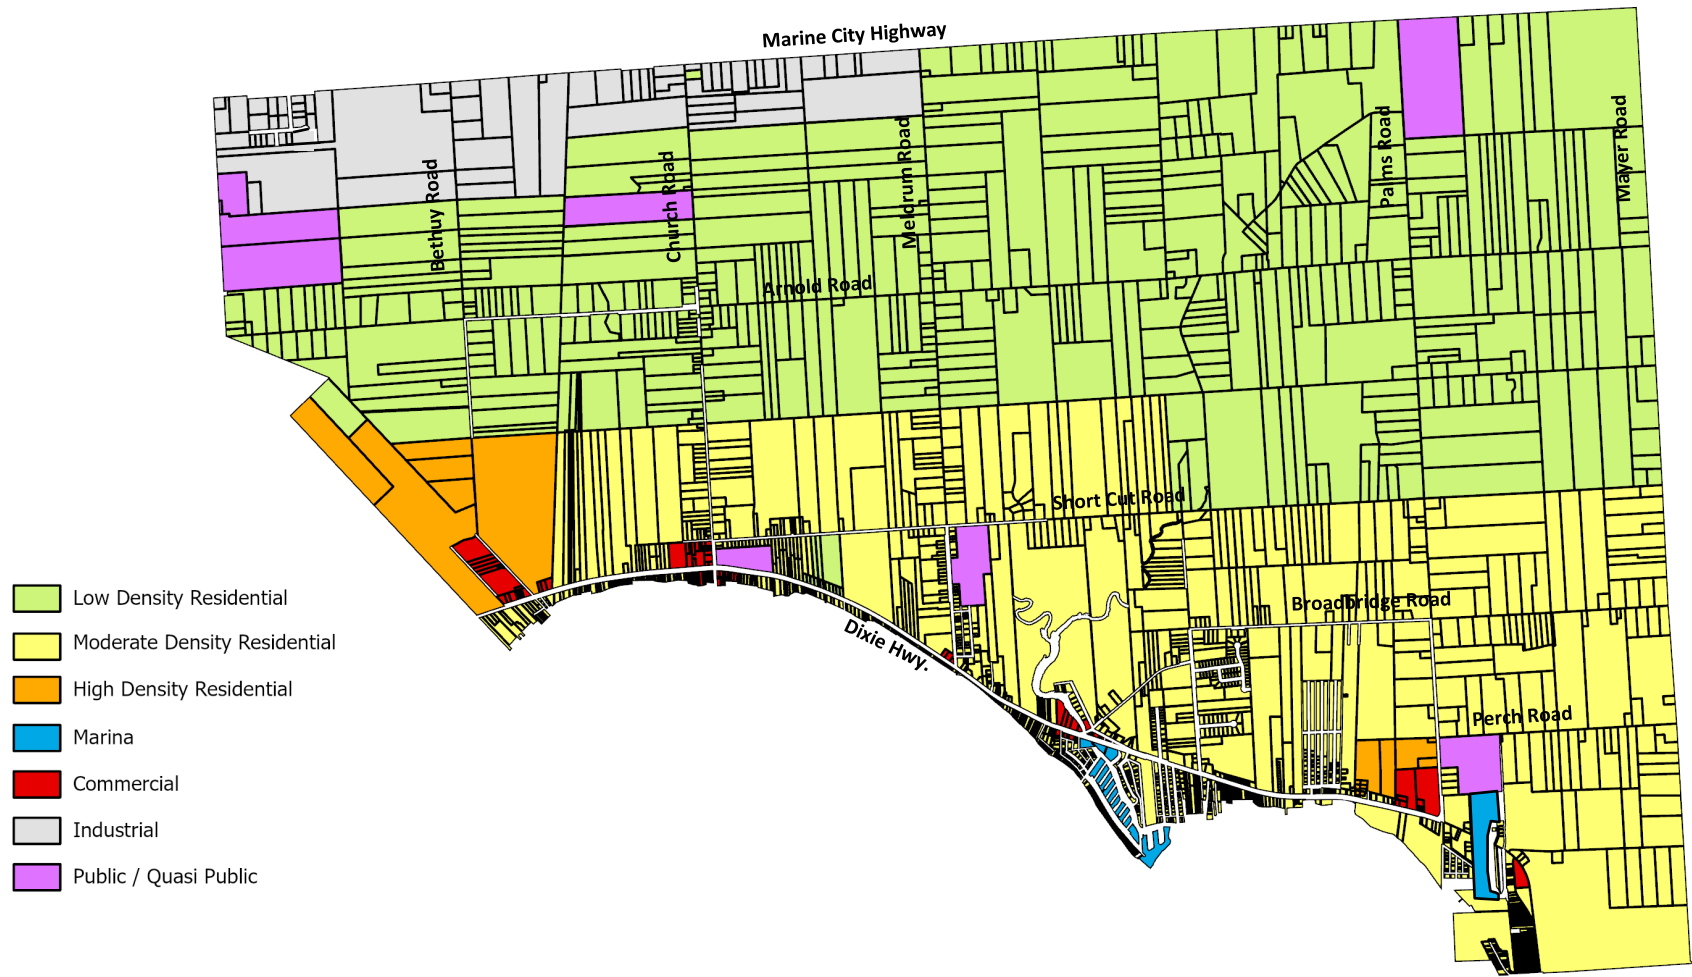 Marine City Highway
Bethuy Road
Church Road
Meldrum Road
Palms Road
Mayer Road
Arnold Road
Short Cut Road
Broadbridge Road
Dixie Hwy.
Perch Road
Low Density Residential
Moderate Density Residential
High Density Residential
Marina
Commercial
Industrial
Public / Quasi Public